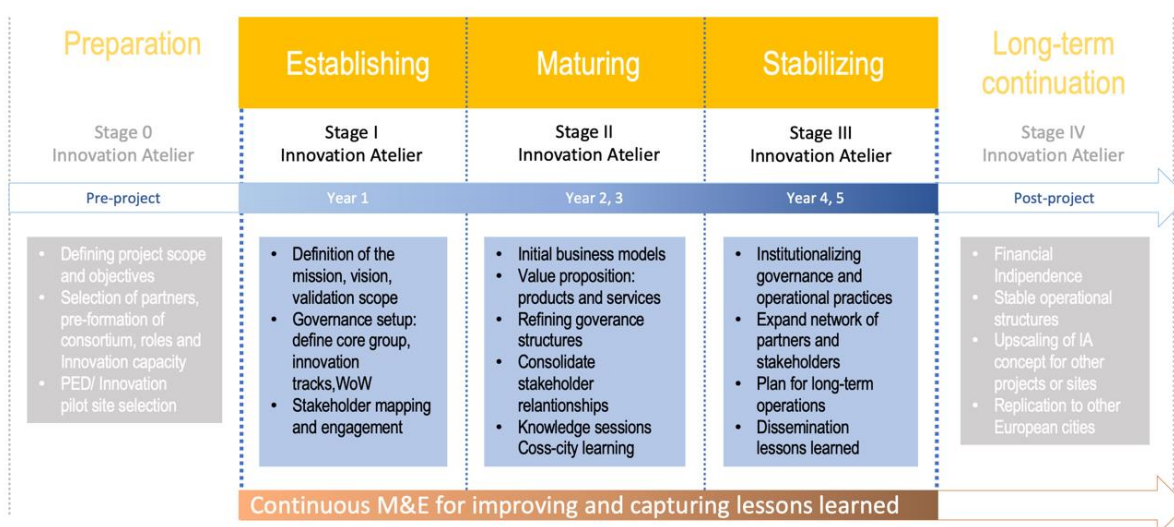 Preparation
Establishing
Maturing
Stabilizing
Long-term
continuation
Stage 0
Innovation Atelier
Stage I
Innovation Atelier
Stage II
Innovation Atelier
Stage III
Innovation Atelier
Stage IV
Innovation Atelier
Pre-project
Year 1
Year 2, 3
Year 4, 5
Post-project
• Defining project scope
and objectives
• Selection of partners,
pre-formation of
consortium, roles and
Innovation capacity
• PED/ Innovation
pilot site selection
• Definition of the
mission, vision,
validation scope
• Governance setup:
define core group,
innovation
tracks,WoW
• Stakeholder mapping
and engagement
• Initial business models
• Value proposition:
products and services
• Refining goverance
structures
• Consolidate
stakeholder
relantionships
• Knowledge sessions
Coss-city learning
• Institutionalizing
governance and
operational practices
• Expand network of
partners and
stakeholders
• Plan for long-term
operations
• Dissemination
lessons learned
• Financial
Indipendence
• Stable operational
structures
• Upscaling of IA
concept for other
projects or sites
• Replication to other
European cities
Continuous M&E for improving and capturing lessons learned